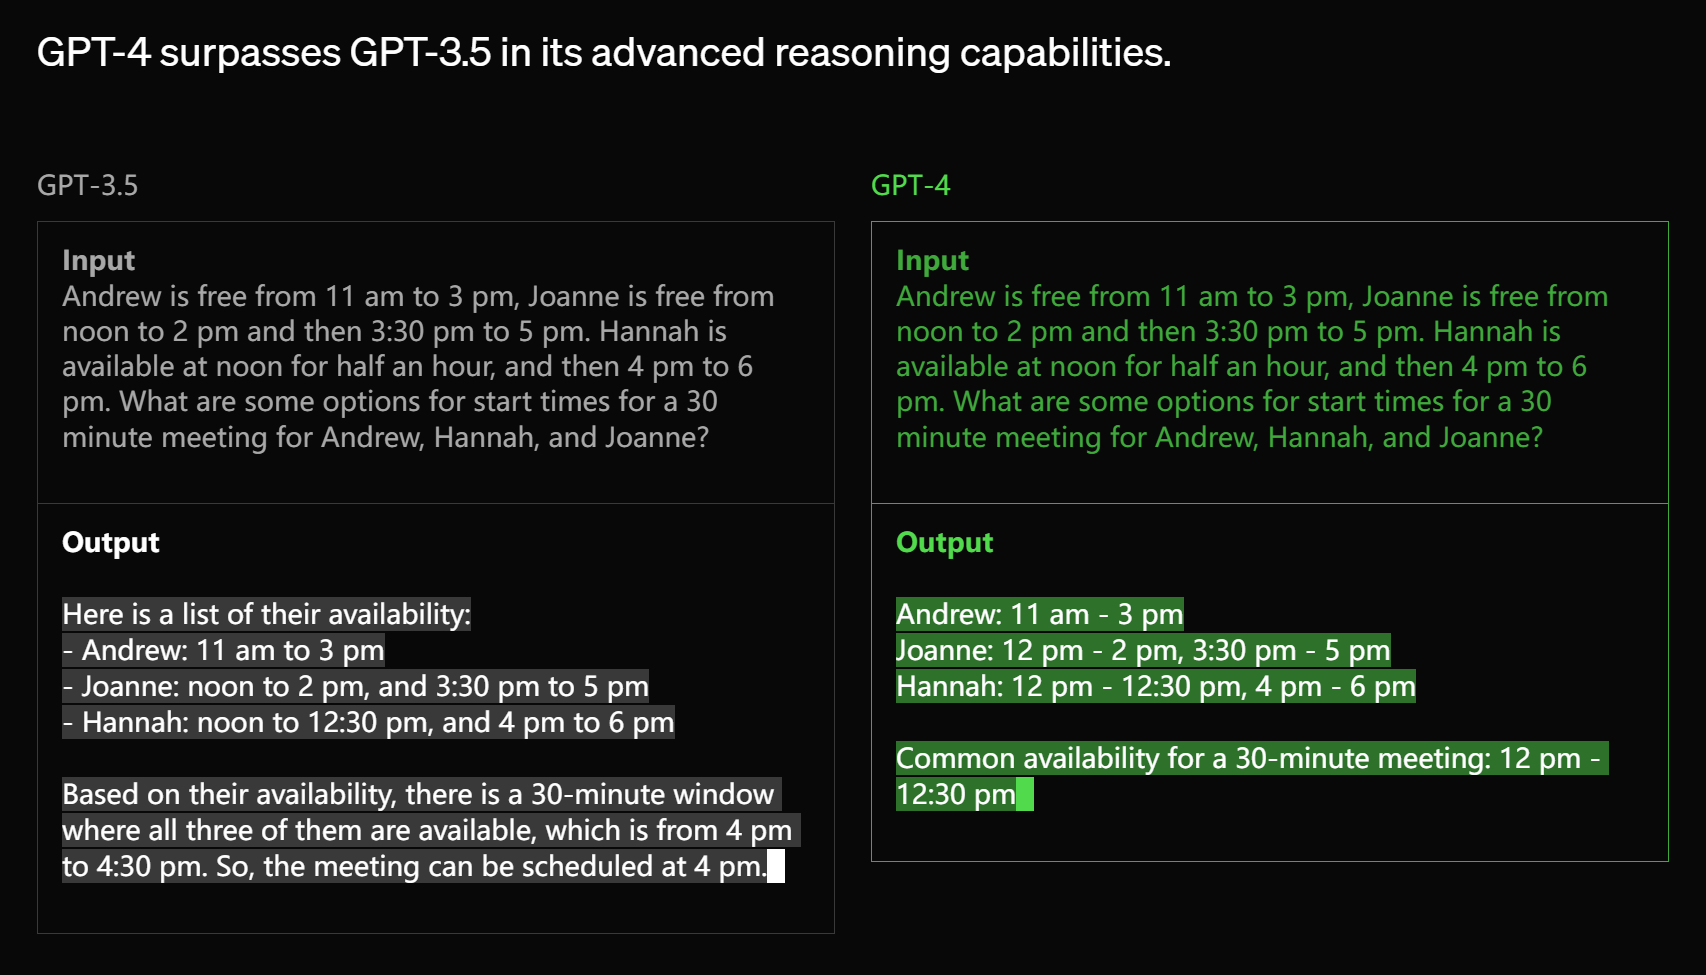 GPT-4 surpasses GPT-3.5 in its advanced reasoning capabilities.
GPT-3.5
Input
Andrew is free from 11 am to 3 pm, Joanne is free from
noon to 2 pm and then 3:30 pm to 5 pm. Hannah is
available at noon for half an hour, and then 4 pm to 6
pm. What are some options for start times for a 30
minute meeting for Andrew, Hannah, and Joanne?
Output
Here is a list of their availability:
- Andrew: 11 am to 3 pm
- Joanne: noon to 2 pm, and 3:30 pm to 5 pm
- Hannah: noon to 12:30 pm, and 4 pm to 6 pm
Based on their availability, there is a 30-minute window
where all three of them are available, which is from 4 pm
to 4:30 pm. So, the meeting can be scheduled at 4 pm.
GPT-4
Input
Andrew is free from 11 am to 3 pm, Joanne is free from
noon to 2 pm and then 3:30 pm to 5 pm. Hannah is
available at noon for half an hour, and then 4 pm to 6
pm. What are some options for start times for a 30
minute meeting for Andrew, Hannah, and Joanne?
Output
Andrew: 11 am - 3 pm
Joanne: 12 pm - 2 pm, 3:30 pm - 5 pm
Hannah: 12 pm - 12:30 pm, 4 pm - 6 pm
Common availability for a 30-minute meeting: 12 pm -
12:30 pm